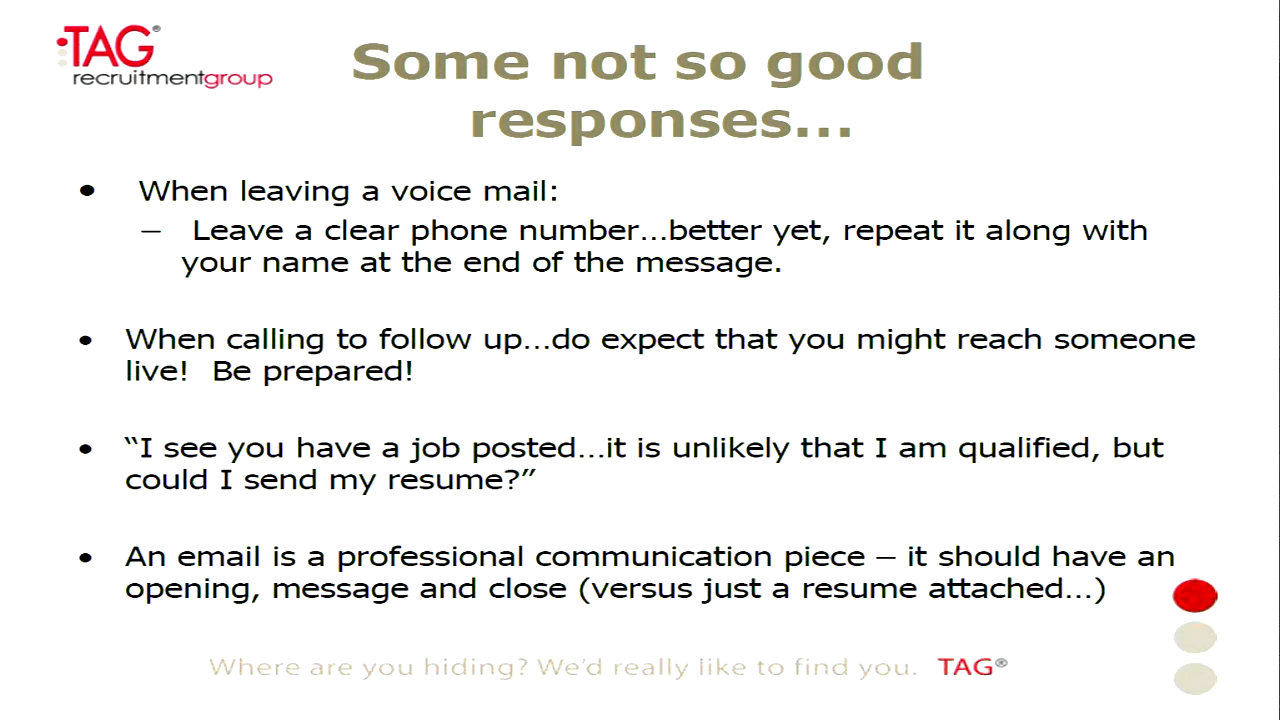 TAG®
recruitmentgroup
Some not so good
responses...
• When leaving a voice mail:
– Leave a clear phone number...better yet, repeat it along with
your name at the end of the message.
• When calling to follow up...do expect that you might reach someone
live! Be prepared!
• “I see you have a job posted...it is unlikely that I am qualified, but
could I send my resume?”
• An email is a professional communication piece – it should have an
opening, message and close (versus just a resume attached...)
Where are you hiding? We'd really like to find you. TAG®